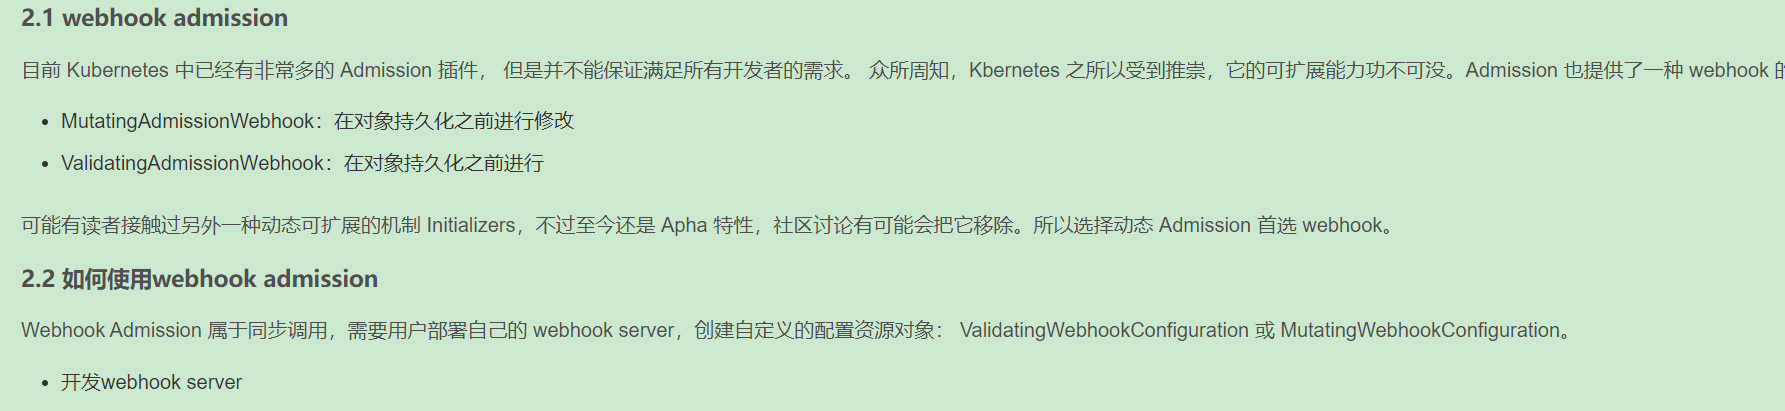 2.1 webhook admission
目前 Kubernetes 中已经有非常多的 Admission 插件， 但是并不能保证满足所有开发者的需求。 众所周知，Kbernetes 之所以受到推崇，它的可扩展能力功不可没。Admission 也提供了一种 webhook 的
• MutatingAdmissionWebhook：在对象持久化之前进行修改
• ValidatingAdmissionWebhook：在对象持久化之前进行
可能有读者接触过另外一种动态可扩展的机制 Initializers，不过至今还是 Apha 特性，社区讨论有可能会把它移除。所以选择动态 Admission 首选 webhook。
2.2 如何使用webhook admission
Webhook Admission 属于同步调用，需要用户部署自己的 webhook server，创建自定义的配置资源对象： ValidatingWebhookConfiguration 或 MutatingWebhookConfiguration。
• 开发webhook server